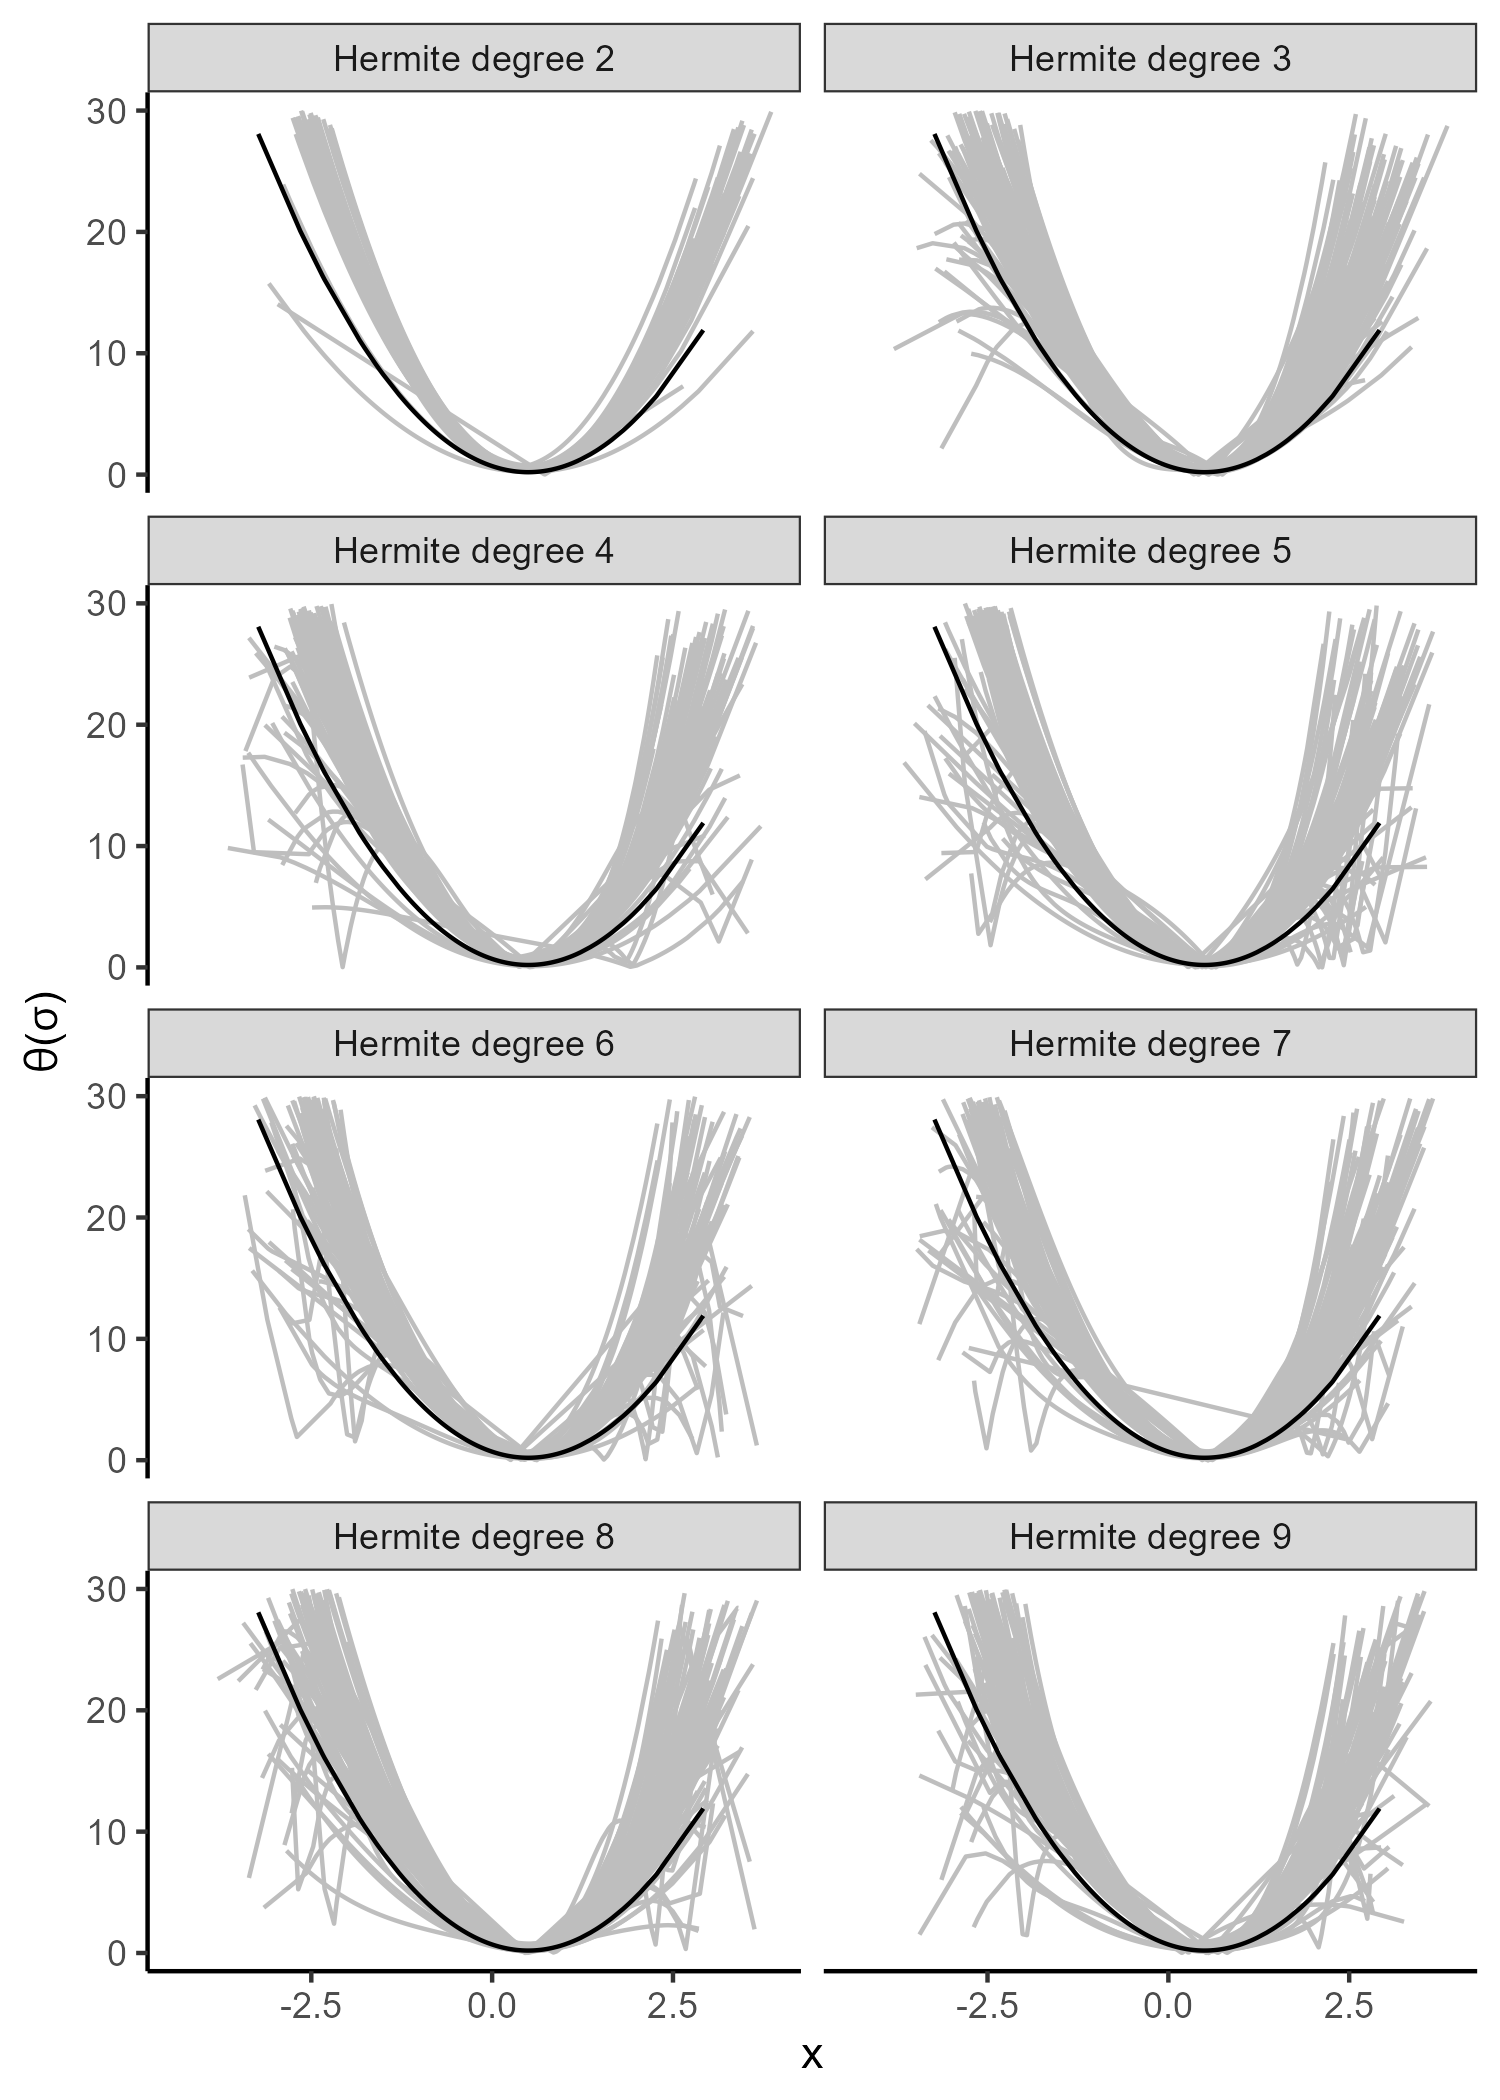 Hermite degree 2
Hermite degree 3
30
20
10
0
Hermite degree 4
Hermite degree 5
30
20
10
0
θ(σ)
Hermite degree 6
Hermite degree 7
30
20
10
0
Hermite degree 8
Hermite degree 9
30
20
10
0
-2.5 0.0 2.5
-2.5 0.0 2.5
x